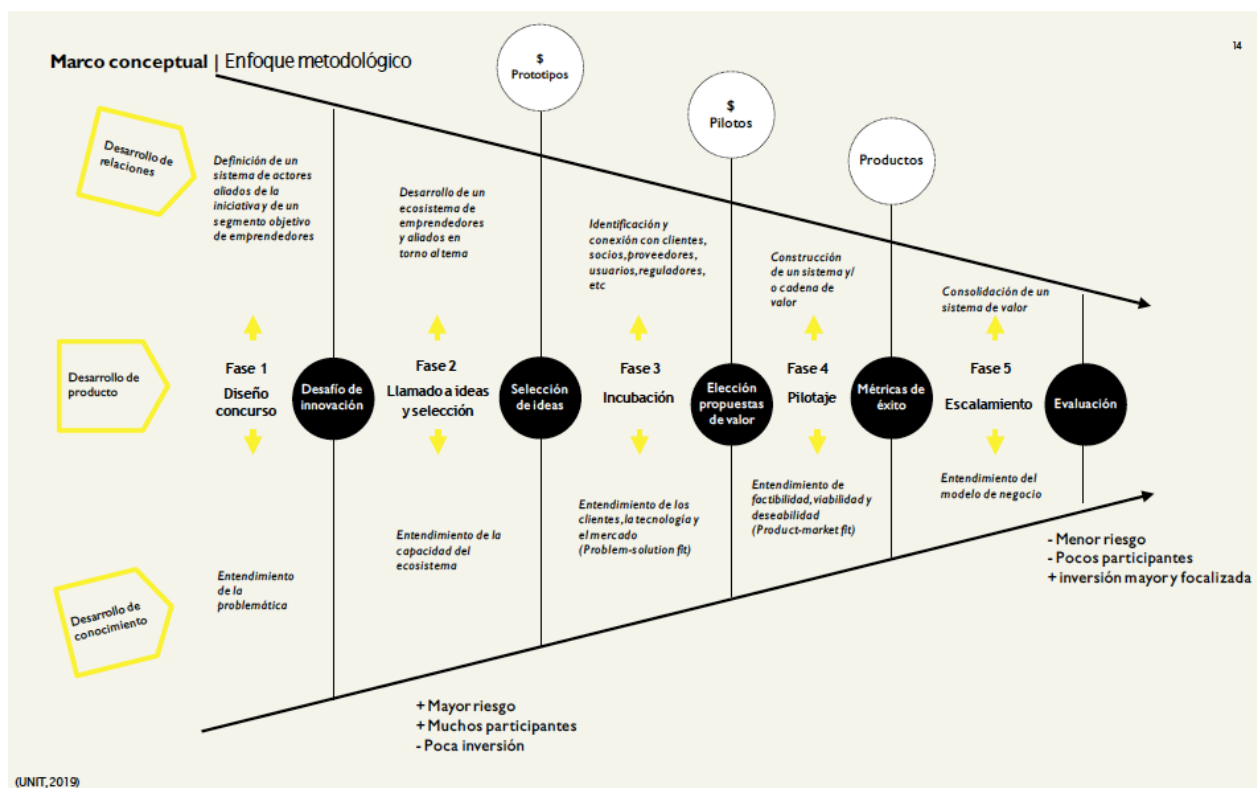 14
Marco conceptual | Enfoque metodológico
$
Prototipos
$
Pilotos
Productos
Desarrollo de
relaciones
Definición de un
sistema de actores
aliados de la
iniciativa y de un
segmento objetivo
de emprendedores
Desarrollo de un
ecosistema de
emprendedores
y aliados en
torno al tema
Identificación y
conexión con clientes,
socios, proveedores,
usuarios, reguladores,
etc
Construcción
de un sistema y/
o cadena de
valor
Consolidación de un
sistema de valor
Desarrollo de
producto
Fase 1
Diseño
concurso
Desafío de
innovación
Fase 2
Llamado a ideas
y selección
Selección
de ideas
Fase 3
Incubación
Elección
propuestas
de valor
Fase 4
Pilotaje
Métricas de
éxito
Fase 5
Escalamiento
Evaluación
Desarrollo de
conocimiento
Entendimiento
de la
problemática
Entendimiento de la
capacidad del
ecosistema
Entendimiento de los
clientes, la tecnología y
el mercado
(Problem-solution fit)
Entendimiento de
factibilidad, viabilidad y
deseabilidad
(Product-market fit)
Entendimiento del
modelo de negocio
+ Mayor riesgo
+ Muchos participantes
- Poca inversión
- Menor riesgo
- Pocos participantes
+ inversión mayor y focalizada
(UNIT, 2019)